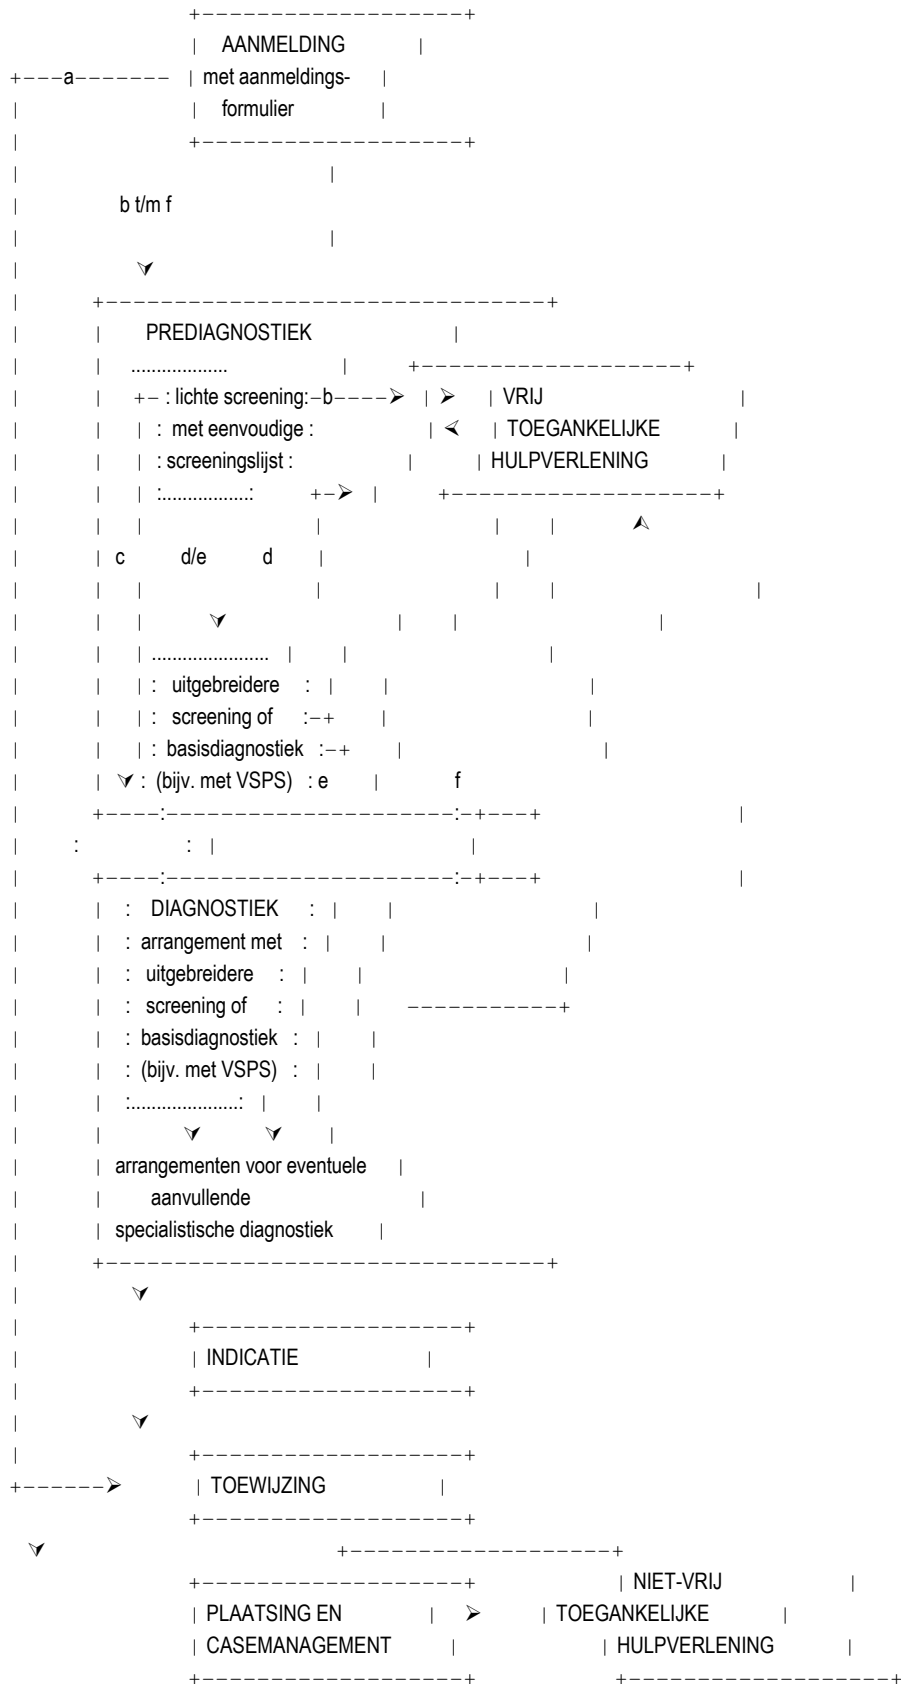 +-------------------+
| AANMELDING |
+---a------- | met aanmeldings- |
| | formulier |
| +-------------------+
| |
| b t/m f
| |
| ⮟
| +--------------------------------+
| | PREDIAGNOSTIEK |
| | ................... | +-------------------+
| | +- : lichte screening:-b----➢ | ➢ | VRIJ |
| | | : met eenvoudige : | ⮘ | TOEGANKELIJKE |
| | | : screeningslijst : | | HULPVERLENING |
| | | :.................: +-➢ | +-------------------+
| | | | | | ⮝
| | c d/e d | |
| | | | | | |
| | | ⮟ | | |
| | | ....................... | | |
| | | : uitgebreidere : | | |
| | | : screening of :-+ | |
| | | : basisdiagnostiek :-+ | |
| | ⮟ : (bijv. met VSPS) : e | f
| +----:---------------------:-+---+ |
| : : | |
| +----:---------------------:-+---+ |
| | : DIAGNOSTIEK : | | |
| | : arrangement met : | | |
| | : uitgebreidere : | | |
| | : screening of : | | -----------+
| | : basisdiagnostiek : | |
| | : (bijv. met VSPS) : | |
| | :.....................: | |
| | ⮟ ⮟ |
| | arrangementen voor eventuele |
| | aanvullende |
| | specialistische diagnostiek |
| +--------------------------------+
| ⮟
| +-------------------+
| | INDICATIE |
| +-------------------+
| ⮟
| +-------------------+
+------➢ | TOEWIJZING |
+-------------------+
⮟ +-------------------+
+-------------------+ | NIET-VRIJ |
| PLAATSING EN | ➢ | TOEGANKELIJKE |
| CASEMANAGEMENT | | HULPVERLENING |
+-------------------+ +-------------------+